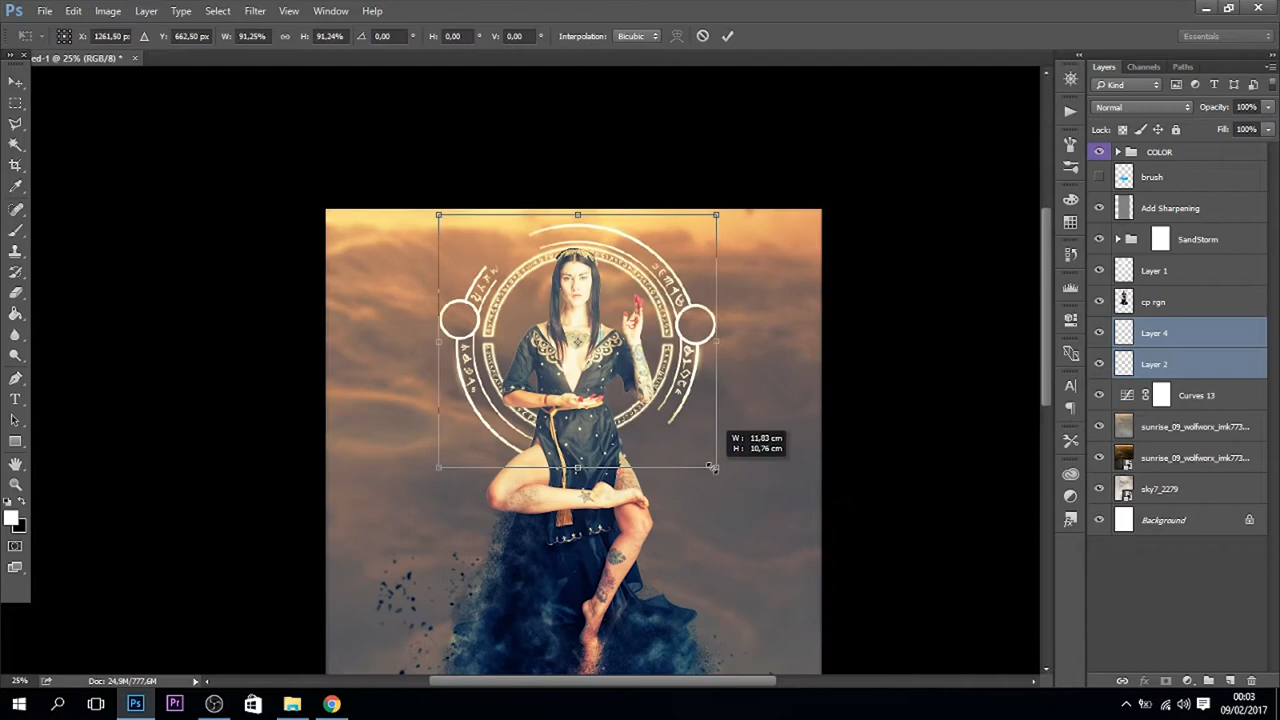 Ps File Edit Image Layer Type Select Filter View Window Help
X: 1261,50 px Y: 662,50 px W: 91,25% H: 91,24% 0,00 ° H: 0,00 ° V: 0,00 ° Interpolation: Bicubic Essentials
ed-1 @ 25% (RGB/8) * ×
Layers Channels Paths
Kind
Normal Opacity: 100%
Lock: Fill: 100%
COLOR
brush
Add Sharpening
SandStorm
Layer 1
cp rgn
Layer 4
Layer 2
Curves 13
sunrise_09_wolfworx_imk773...
sunrise_09_wolfworx_imk773...
sky7_2279
Background
W: 11,83 cm
H: 10,76 cm
25% Doc: 24,9M/777,6M
Ps Pr
00:03
09/02/2017